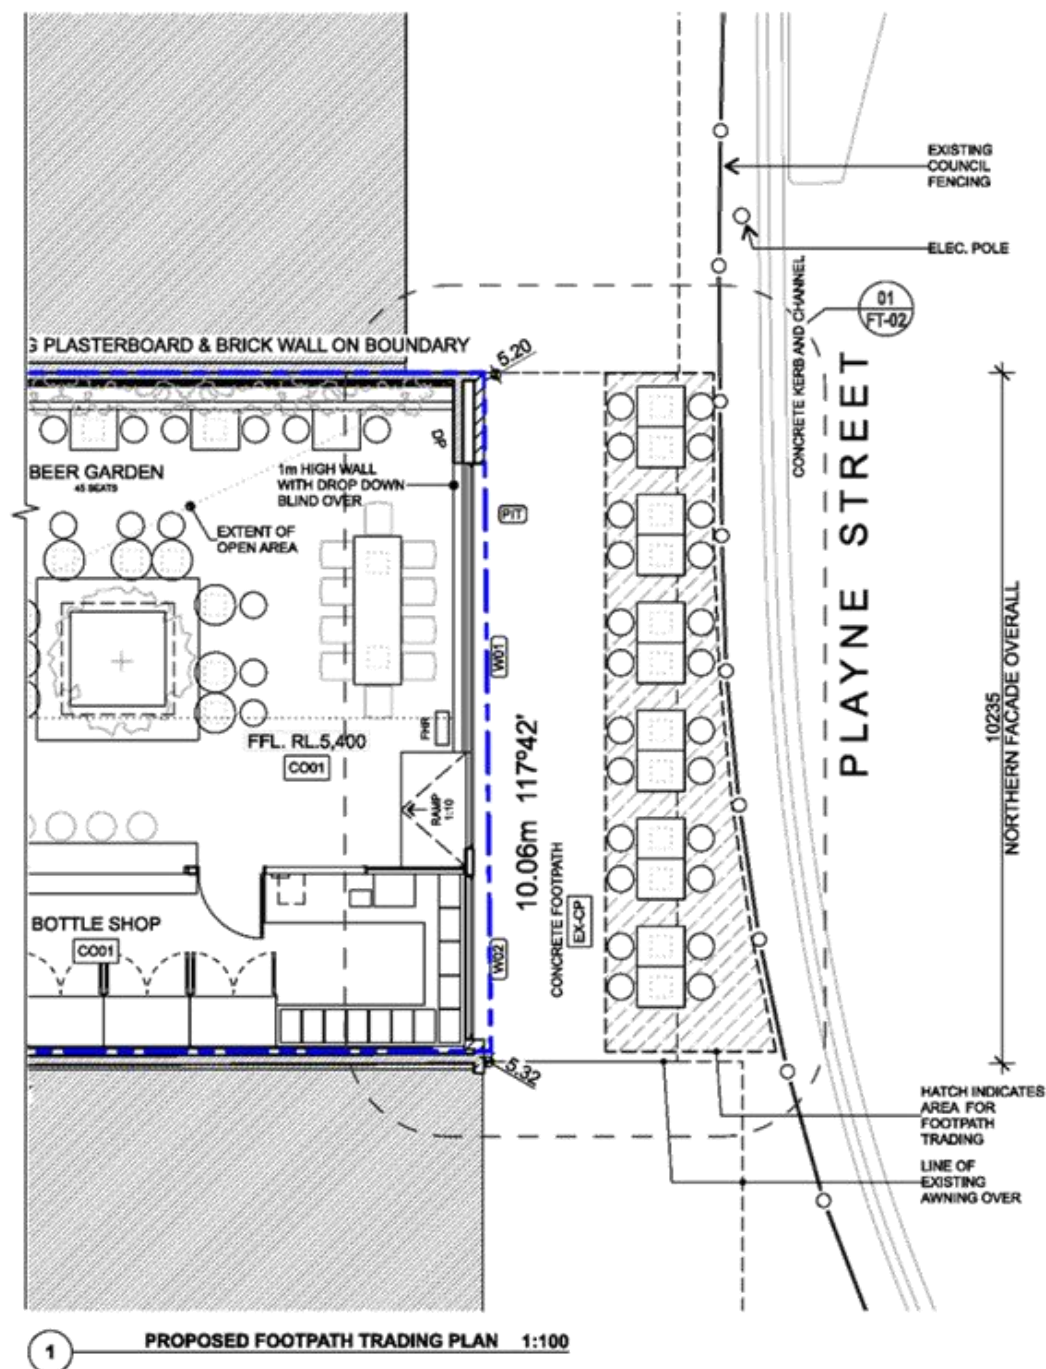 EXISTING
COUNCIL
FENCING
ELEC. POLE
CONCRETE KERB AND CHANNEL
01
FT-02
G PLASTERBOARD & BRICK WALL ON BOUNDARY
5.20
DP
BEER GARDEN
45 SEATS
1m HIGH WALL
WITH DROP DOWN
BLIND OVER
PIT
EXTENT OF
OPEN AREA
PLAYNE STREET
W01
10235
NORTHERN FACADE OVERALL
FHR
FFL. RL.5,400
CO01
10.06m 117°42'
RAMP
1:10
CONCRETE FOOTPATH
EX-CP
BOTTLE SHOP
CO01
W02
5.32
HATCH INDICATES
AREA FOR
FOOTPATH
TRADING
LINE OF
EXISTING
AWNING OVER
1
PROPOSED FOOTPATH TRADING PLAN 1:100